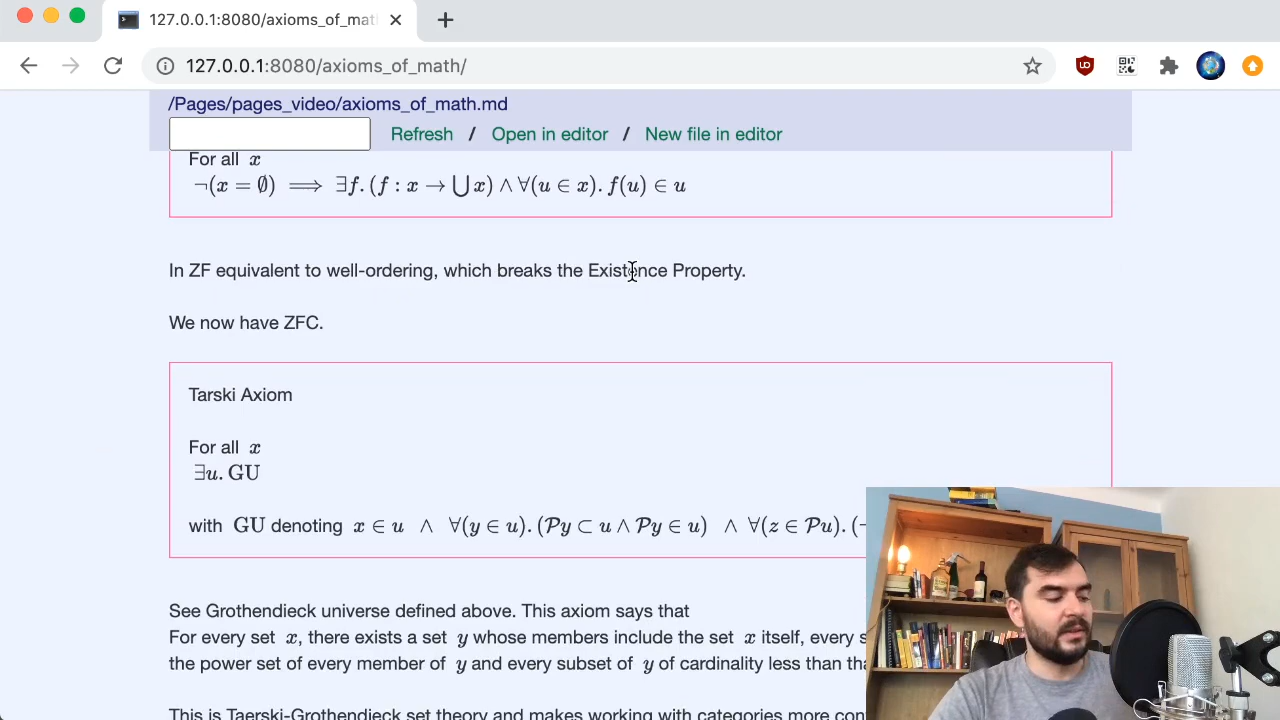 127.0.0.1:8080/axioms_of_mat
127.0.0.1:8080/axioms_of_math/
/Pages/pages_video/axioms_of_math.md
Refresh / Open in editor / New file in editor
For all x
¬(x = ∅) ⟹ ∃f. (f : x → ⋃ x) ∧ ∀(u ∈ x). f(u) ∈ u
In ZF equivalent to well-ordering, which breaks the Existence Property.
We now have ZFC.
Tarski Axiom
For all x
∃u. GU
with GU denoting x ∈ u ∧ ∀(y ∈ u). (𝒫y ⊂ u ∧ 𝒫y ∈ u) ∧ ∀(z ∈ 𝒫u). (¬
See Grothendieck universe defined above. This axiom says that
For every set x, there exists a set y whose members include the set x itself, every s
the power set of every member of y and every subset of y of cardinality less than tha
This is Taerski-Grothendieck set theory and makes working with categories more con